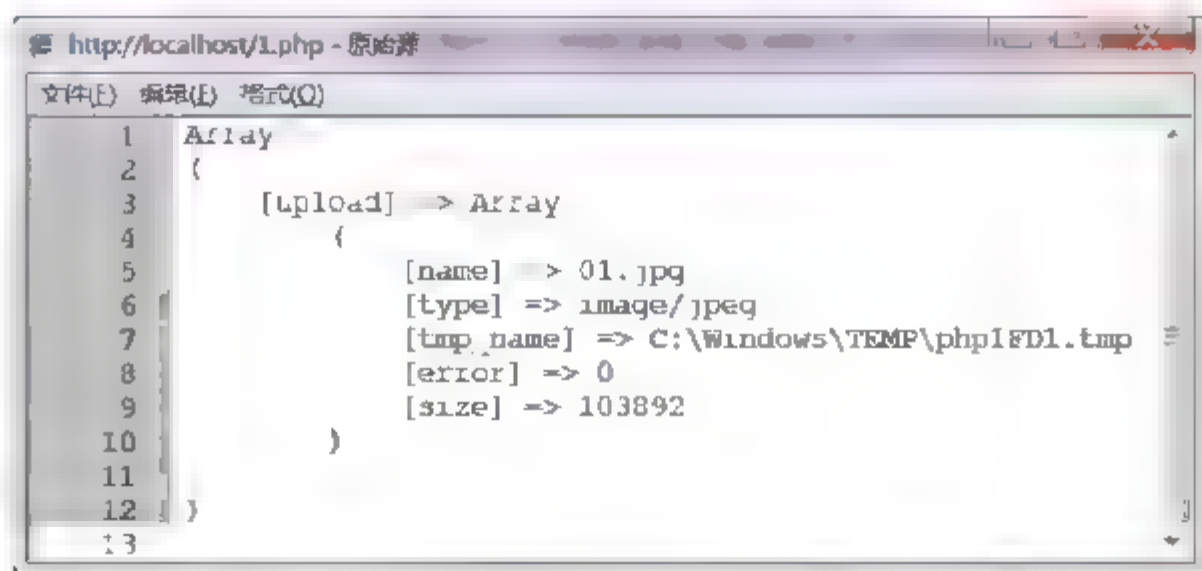 http://localhost/1.php - 原始源
文件(F) 编辑(E) 格式(O)
1 Array
2 (
3 [upload] => Array
4 (
5 [name] => 01.jpg
6 [type] => image/jpeg
7 [tmp_name] => C:\Windows\TEMP\php1FD1.tmp
8 [error] => 0
9 [size] => 103892
10 )
11
12 )
13